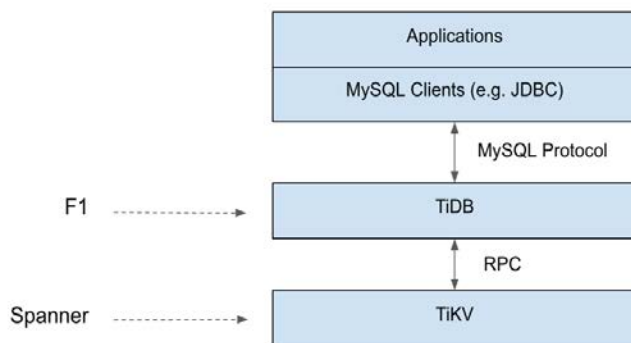 Applications
MySQL Clients (e.g. JDBC)
MySQL Protocol
F1
TiDB
RPC
Spanner
TiKV